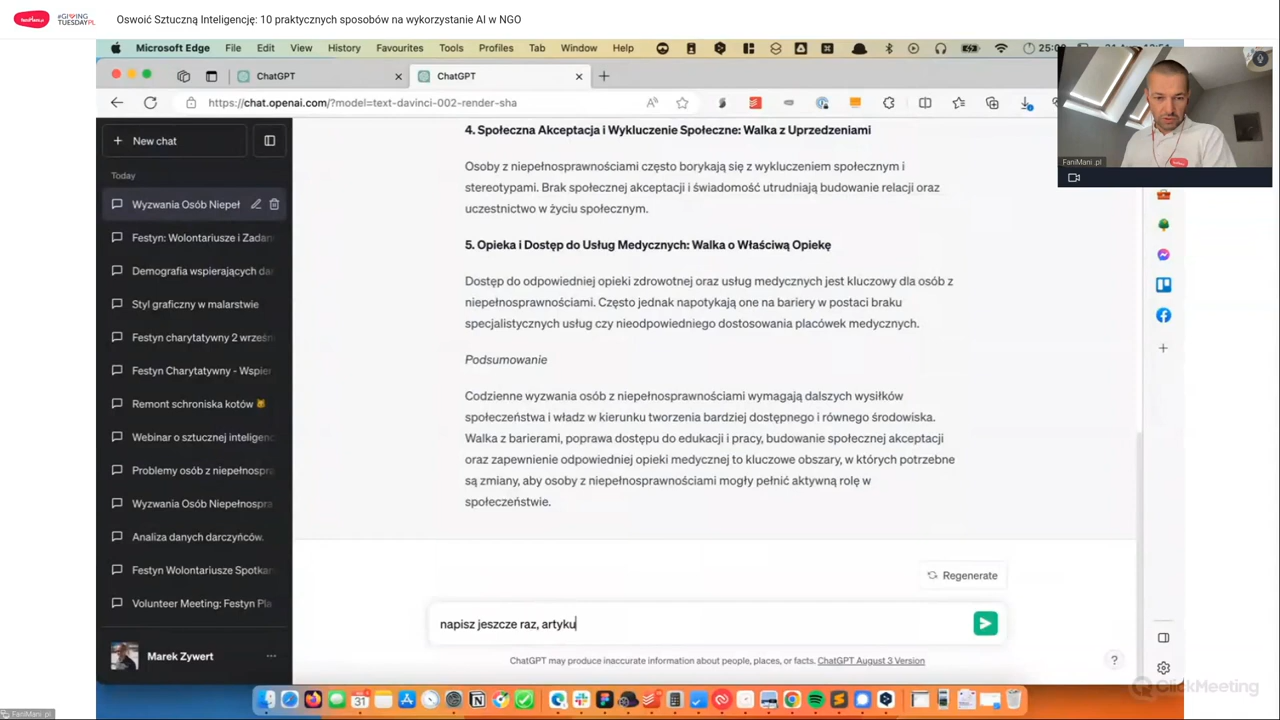 FaniMani.pl
#GIVING
TUESDAYPL
Oswoić Sztuczną Inteligencję: 10 praktycznych sposobów na wykorzystanie AI w NGO
Microsoft Edge File Edit View History Favourites Tools Profiles Tab Window Help
ChatGPT
ChatGPT
https://chat.openai.com/?model=text-davinci-002-render-sha
New chat
Today
Wyzwania Osób Niepeł
Festyn: Wolontariusze i Zadan
Demografia wspierających da
Styl graficzny w malarstwie
Festyn charytatywny 2 wrześn
Festyn Charytatywny - Wspier
Remont schroniska kotów
Webinar o sztucznej inteligenc
Problemy osób z niepełnospra
Wyzwania Osób Niepełnospra
Analiza danych darczyńców.
Festyn Wolontariusze Spotkan
Volunteer Meeting: Festyn Pla
Marek Zywert
4. Społeczna Akceptacja i Wykluczenie Społeczne: Walka z Uprzedzeniami
Osoby z niepełnosprawnościami często borykają się z wykluczeniem społecznym i
stereotypami. Brak społecznej akceptacji i świadomość utrudniają budowanie relacji oraz
uczestnictwo w życiu społecznym.
5. Opieka i Dostęp do Usług Medycznych: Walka o Właściwą Opiekę
Dostęp do odpowiedniej opieki zdrowotnej oraz usług medycznych jest kluczowy dla osób z
niepełnosprawnościami. Często jednak napotykają one na bariery w postaci braku
specjalistycznych usług czy nieodpowiedniego dostosowania placówek medycznych.
Podsumowanie
Codzienne wyzwania osób z niepełnosprawnościami wymagają dalszych wysiłków
społeczeństwa i władz w kierunku tworzenia bardziej dostępnego i równego środowiska.
Walka z barierami, poprawa dostępu do edukacji i pracy, budowanie społecznej akceptacji
oraz zapewnienie odpowiedniej opieki medycznej to kluczowe obszary, w których potrzebne
są zmiany, aby osoby z niepełnosprawnościami mogły pełnić aktywną rolę w
społeczeństwie.
Regenerate
napisz jeszcze raz, artyku
ChatGPT may produce inaccurate information about people, places, or facts. ChatGPT August 3 Version
?
FaniMani .pl
ClickMeeting
FaniMani .pl